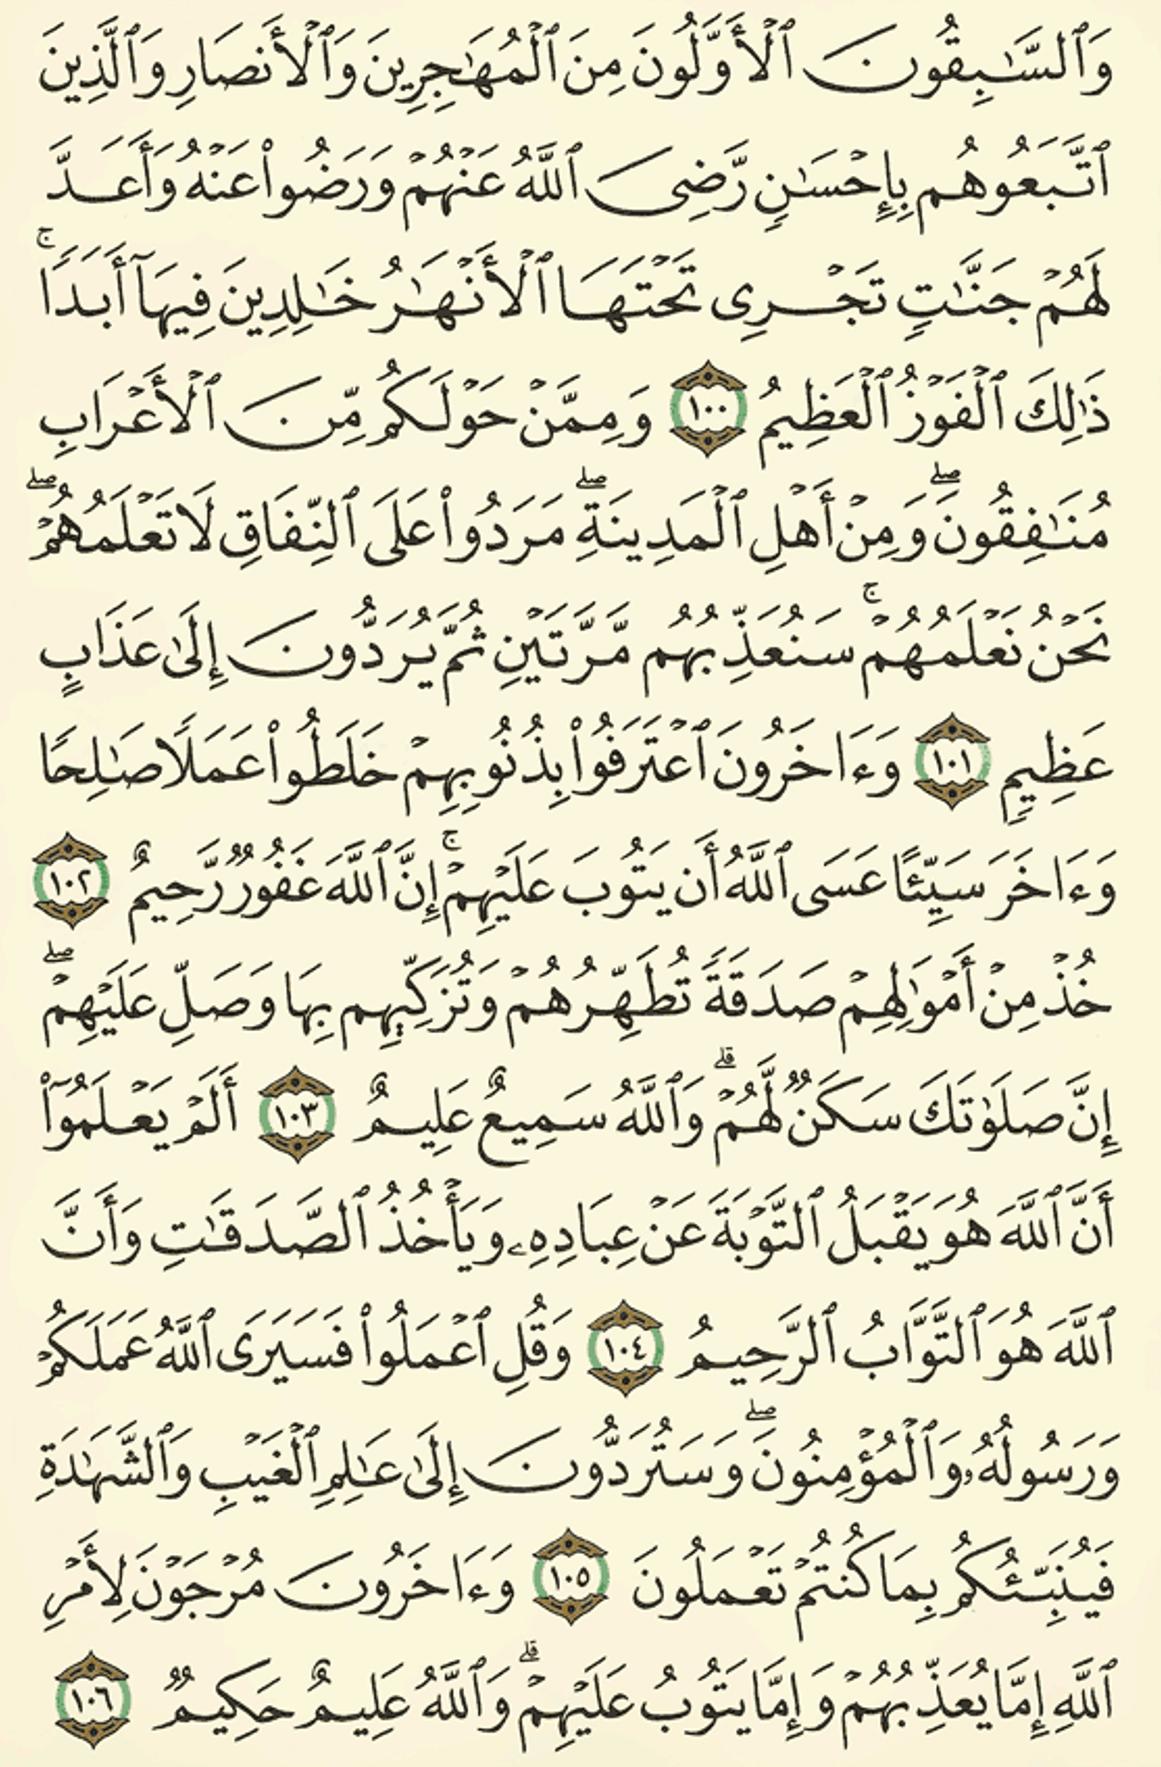 وَٱلسَّـٰبِقُونَ ٱلْأَوَّلُونَ مِنَ ٱلْمُهَـٰجِرِينَ وَٱلْأَنصَارِ وَٱلَّذِينَ
ٱتَّبَعُوهُم بِإِحْسَـٰنٍ رَّضِىَ ٱللَّهُ عَنْهُمْ وَرَضُوا۟ عَنْهُ وَأَعَدَّ
لَهُمْ جَنَّـٰتٍ تَجْرِى تَحْتَهَا ٱلْأَنْهَـٰرُ خَـٰلِدِينَ فِيهَآ أَبَدًا ۚ
ذَٰلِكَ ٱلْفَوْزُ ٱلْعَظِيمُ ١٠٠ وَمِمَّنْ حَوْلَكُم مِّنَ ٱلْأَعْرَابِ
مُنَـٰفِقُونَ ۖ وَمِنْ أَهْلِ ٱلْمَدِينَةِ ۖ مَرَدُوا۟ عَلَى ٱلنِّفَاقِ لَا تَعْلَمُهُمْ ۖ
نَحْنُ نَعْلَمُهُمْ ۚ سَنُعَذِّبُهُم مَّرَّتَيْنِ ثُمَّ يُرَدُّونَ إِلَىٰ عَذَابٍ
عَظِيمٍ ١٠١ وَءَاخَرُونَ ٱعْتَرَفُوا۟ بِذُنُوبِهِمْ خَلَطُوا۟ عَمَلًا صَـٰلِحًا
وَءَاخَرَ سَيِّئًا عَسَى ٱللَّهُ أَن يَتُوبَ عَلَيْهِمْ ۚ إِنَّ ٱللَّهَ غَفُورٌ رَّحِيمٌ ١٠٢
خُذْ مِنْ أَمْوَٰلِهِمْ صَدَقَةً تُطَهِّرُهُمْ وَتُزَكِّيهِم بِهَا وَصَلِّ عَلَيْهِمْ ۖ
إِنَّ صَلَوٰتَكَ سَكَنٌ لَّهُمْ ۗ وَٱللَّهُ سَمِيعٌ عَلِيمٌ ١٠٣ أَلَمْ يَعْلَمُوٓا۟
أَنَّ ٱللَّهَ هُوَ يَقْبَلُ ٱلتَّوْبَةَ عَنْ عِبَادِهِۦ وَيَأْخُذُ ٱلصَّدَقَـٰتِ وَأَنَّ
ٱللَّهَ هُوَ ٱلتَّوَّابُ ٱلرَّحِيمُ ١٠٤ وَقُلِ ٱعْمَلُوا۟ فَسَيَرَى ٱللَّهُ عَمَلَكُمْ
وَرَسُولُهُۥ وَٱلْمُؤْمِنُونَ ۖ وَسَتُرَدُّونَ إِلَىٰ عَـٰلِمِ ٱلْغَيْبِ وَٱلشَّهَـٰدَةِ
فَيُنَبِّئُكُم بِمَا كُنتُمْ تَعْمَلُونَ ١٠٥ وَءَاخَرُونَ مُرْجَوْنَ لِأَمْرِ
ٱللَّهِ إِمَّا يُعَذِّبُهُمْ وَإِمَّا يَتُوبُ عَلَيْهِمْ ۗ وَٱللَّهُ عَلِيمٌ حَكِيمٌ ١٠٦